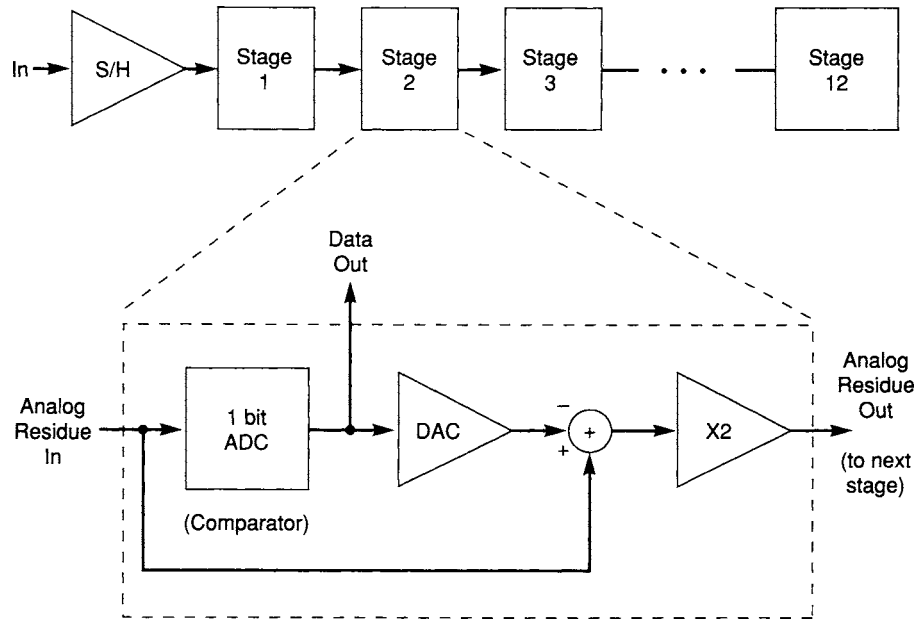 In
S/H
Stage
1
Stage
2
Stage
3
. . .
Stage
12
Data
Out
Analog
Residue
In
1 bit
ADC
(Comparator)
DAC
−
+
+
X2
Analog
Residue
Out
(to next
stage)